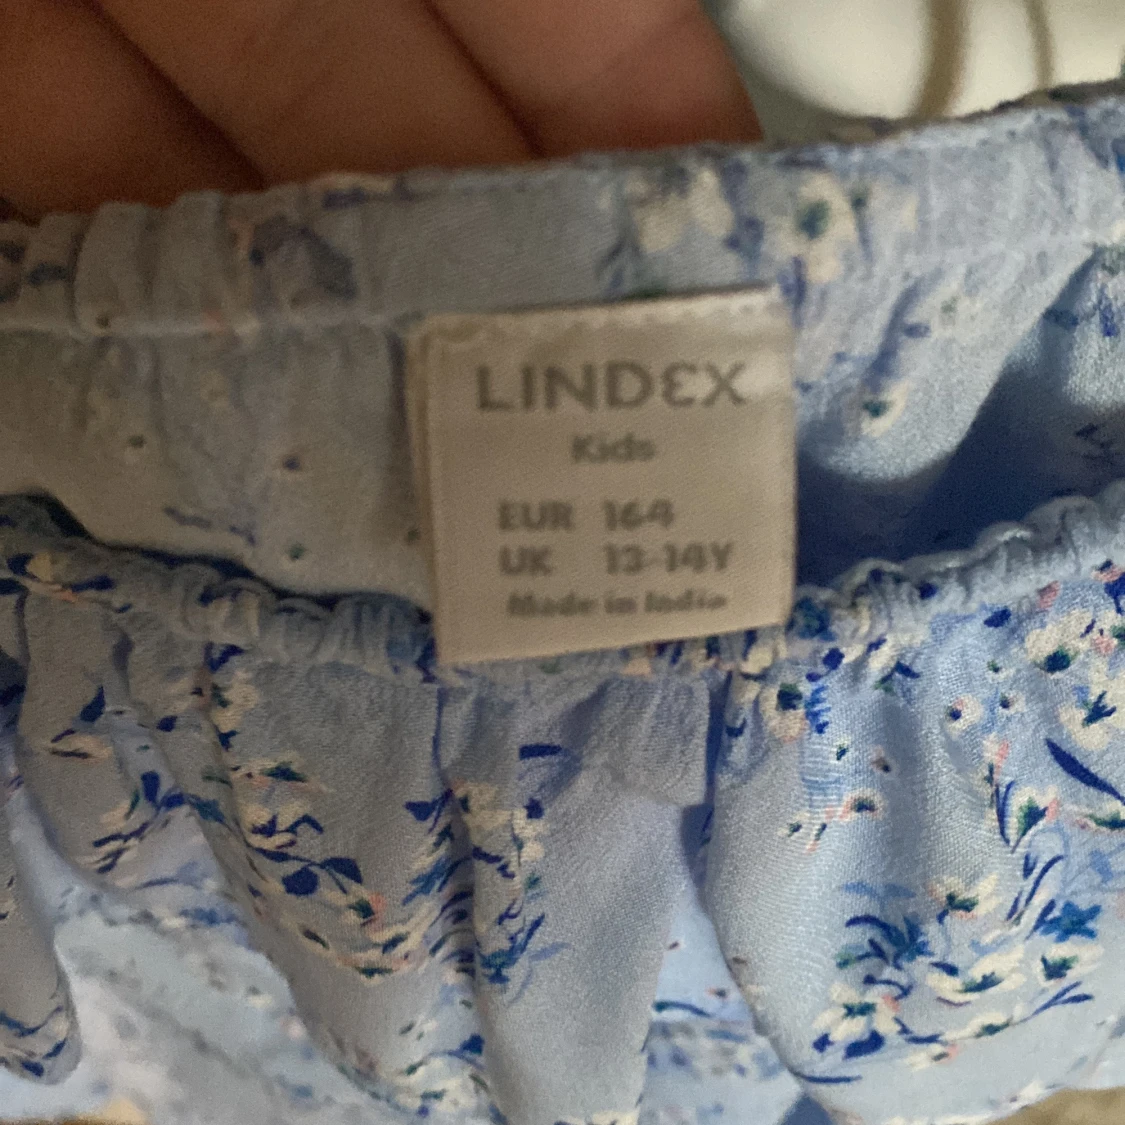 LINDEX
Kids
EUR 164
UK 13-14Y
Made in India